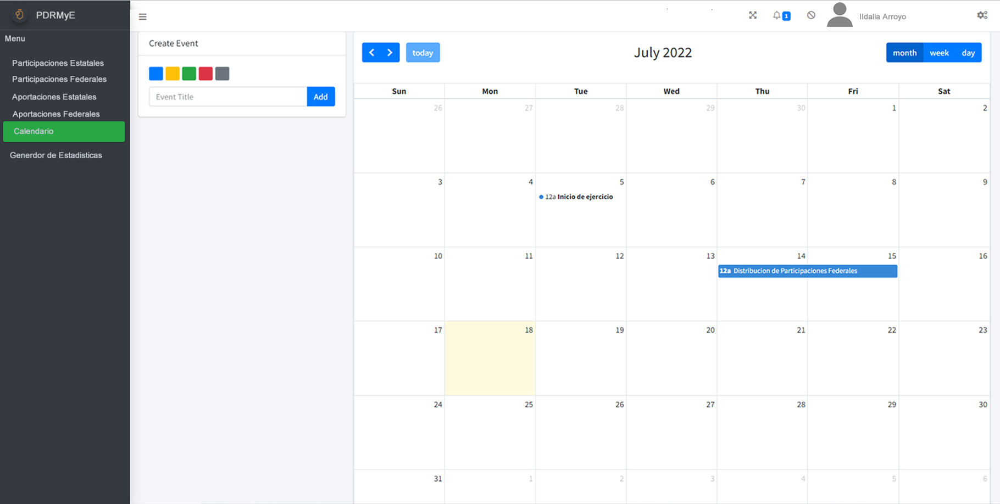 PDRMyE
Menu
Participaciones Estatales
Participaciones Federales
Aportaciones Estatales
Aportaciones Federales
Calendario
Generdor de Estadisticas
1
Ildalia Arroyo
Create Event
Event Title
Add
today
July 2022
month week day
Sun Mon Tue Wed Thu Fri Sat
26 27 28 29 30 1 2
3 4 5 6 7 8 9
12a Inicio de ejercicio
10 11 12 13 14 15 16
12a Distribucion de Participaciones Federales
17 18 19 20 21 22 23
24 25 26 27 28 29 30
31 1 2 3 4 5 6